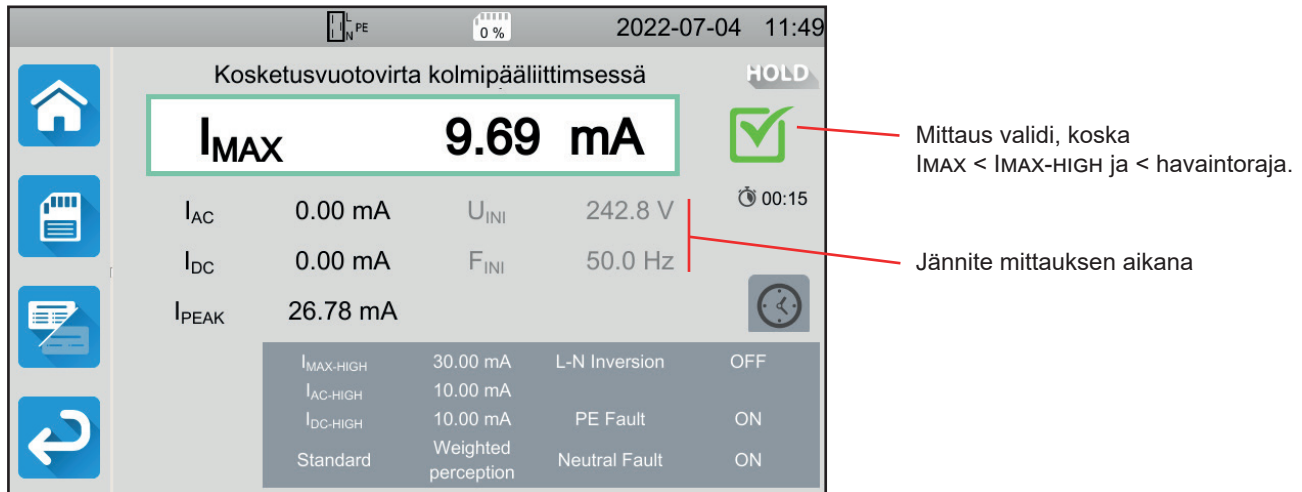 L
N PE
0 %
2022-07-04 11:49
Kosketusvuotovirta kolmipääliittimsessä
HOLD
IMAX 9.69 mA
Mittaus validi, koska
IMAX < IMAX-HIGH ja < havaintoraja.
00:15
IAC 0.00 mA UINI 242.8 V
IDC 0.00 mA FINI 50.0 Hz
Jännite mittauksen aikana
IPEAK 26.78 mA
IMAX-HIGH 30.00 mA L-N Inversion OFF
IAC-HIGH 10.00 mA
IDC-HIGH 10.00 mA PE Fault ON
Standard Weighted perception Neutral Fault ON